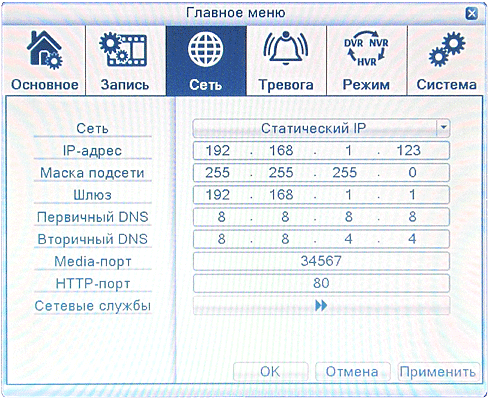 Главное меню
DVR NVR
HVR
Основное Запись Сеть Тревога Режим Система
Сеть Статический IP
IP-адрес 192 . 168 . 1 . 123
Маска подсети 255 . 255 . 255 . 0
Шлюз 192 . 168 . 1 . 1
Первичный DNS 8 . 8 . 8 . 8
Вторичный DNS 8 . 8 . 4 . 4
Media-порт 34567
HTTP-порт 80
Сетевые службы
OK Отмена Применить